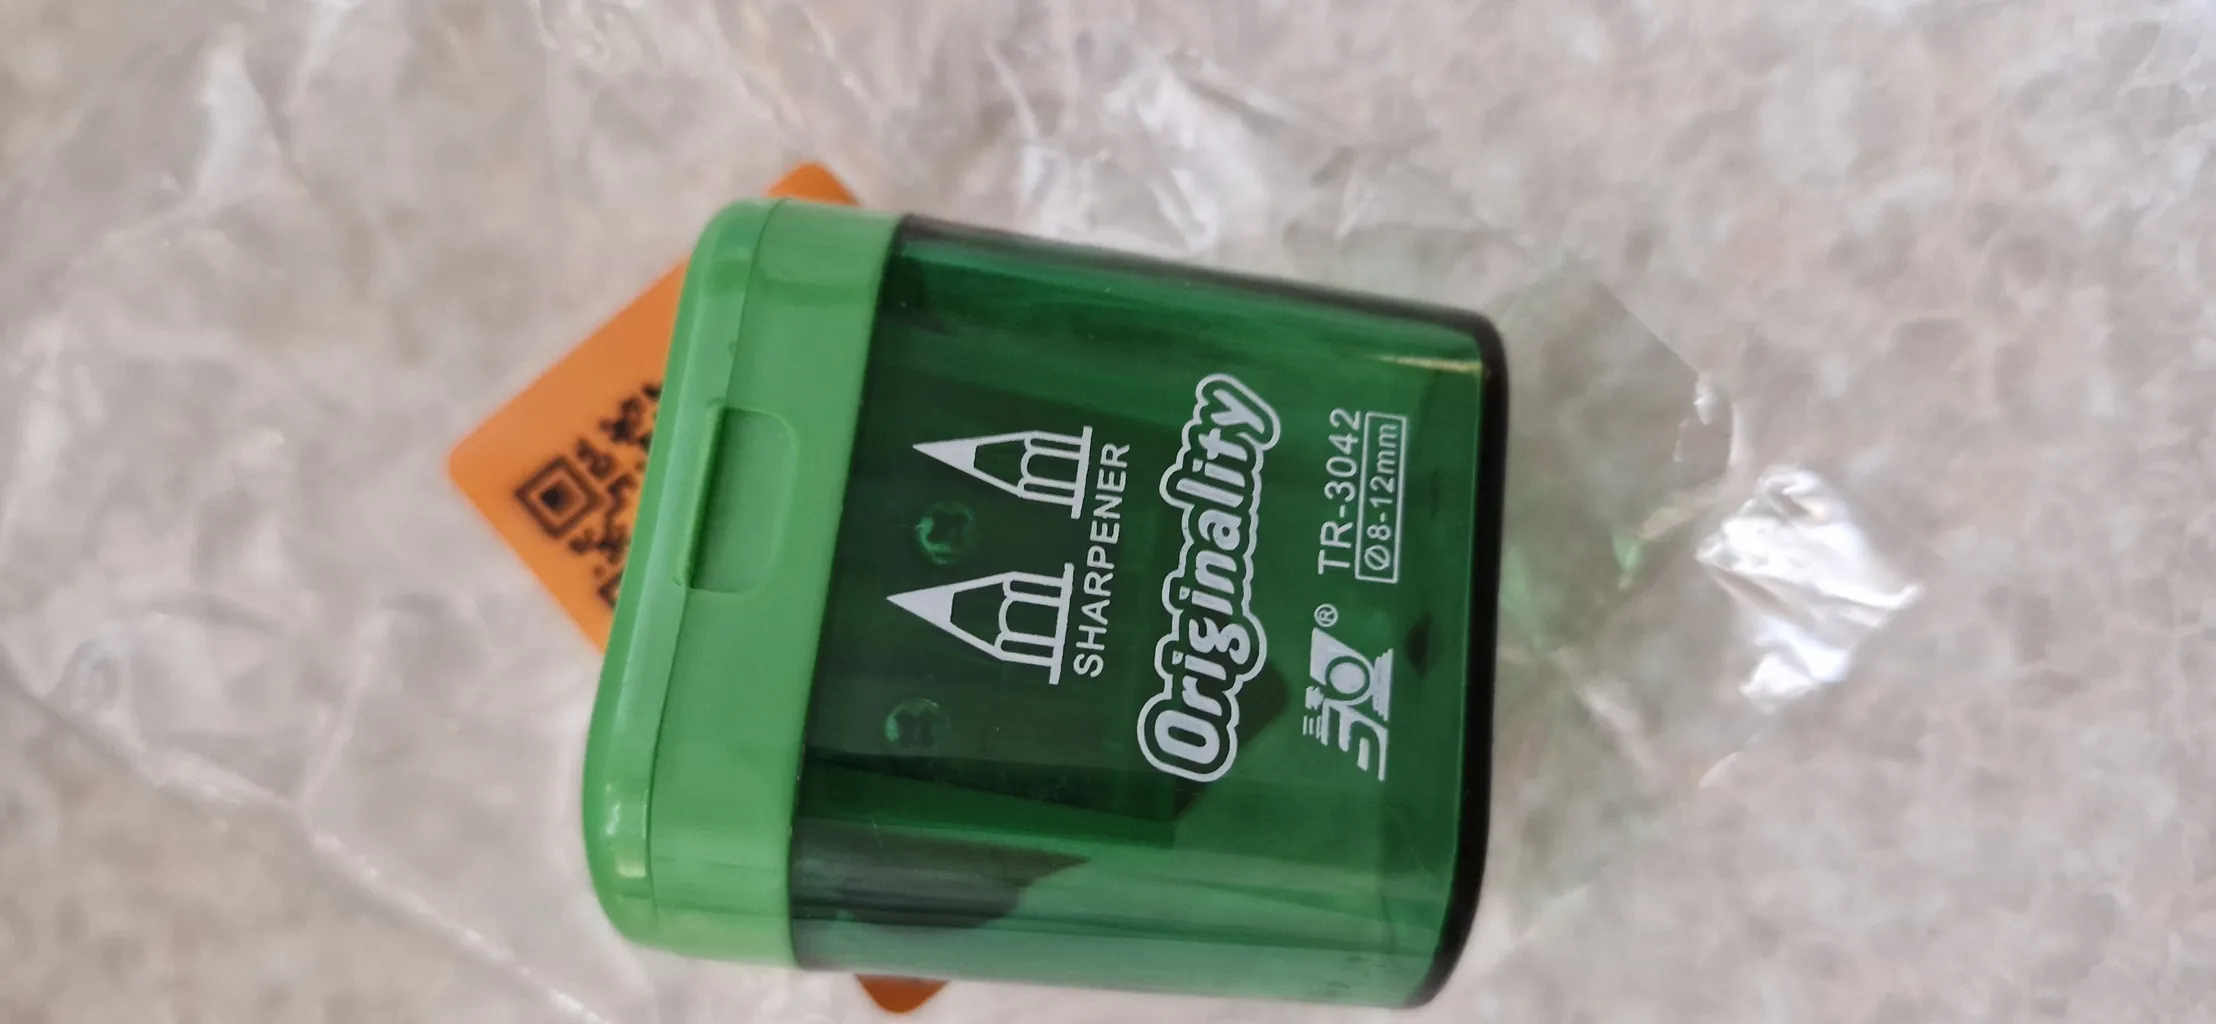 SHARPENER
Originality
® TR-3042
Ø8-12mm